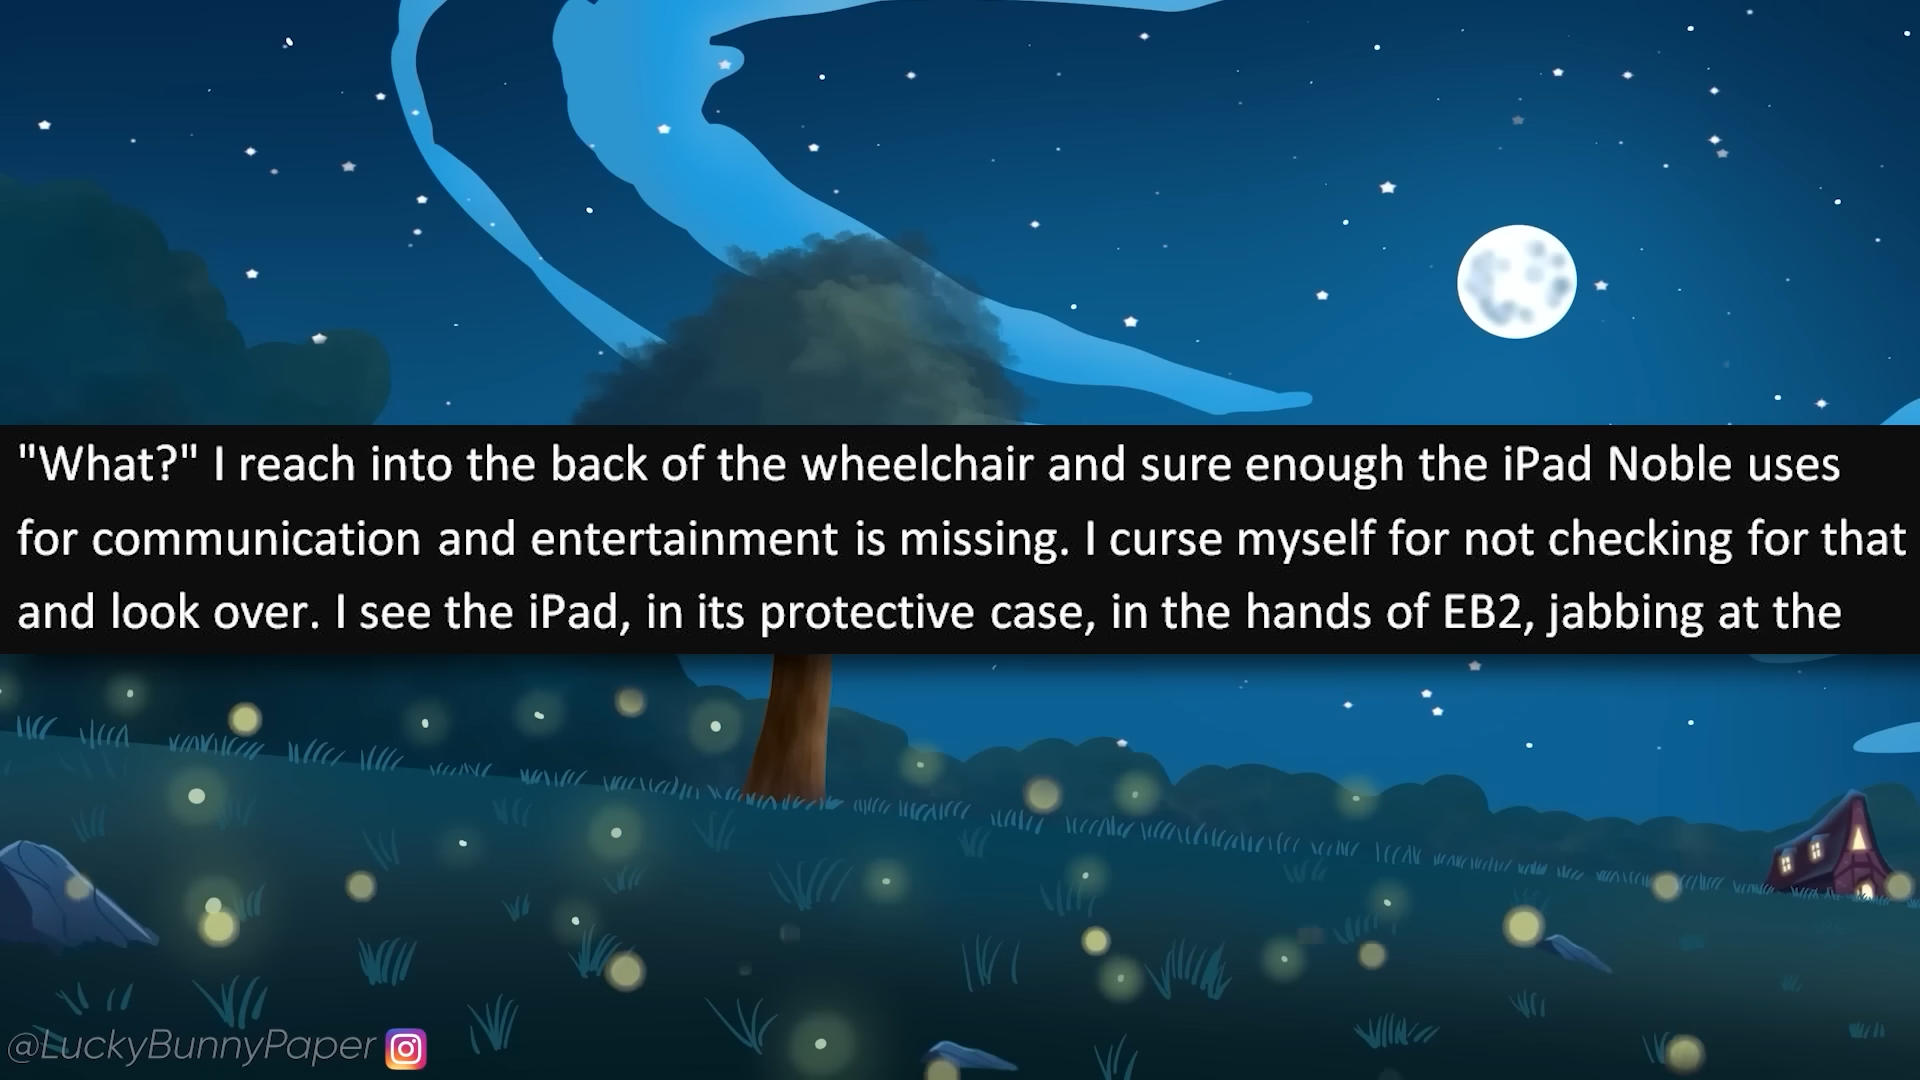 "What?" I reach into the back of the wheelchair and sure enough the iPad Noble uses
for communication and entertainment is missing. I curse myself for not checking for that
and look over. I see the iPad, in its protective case, in the hands of EB2, jabbing at the
@LuckyBunnyPaper